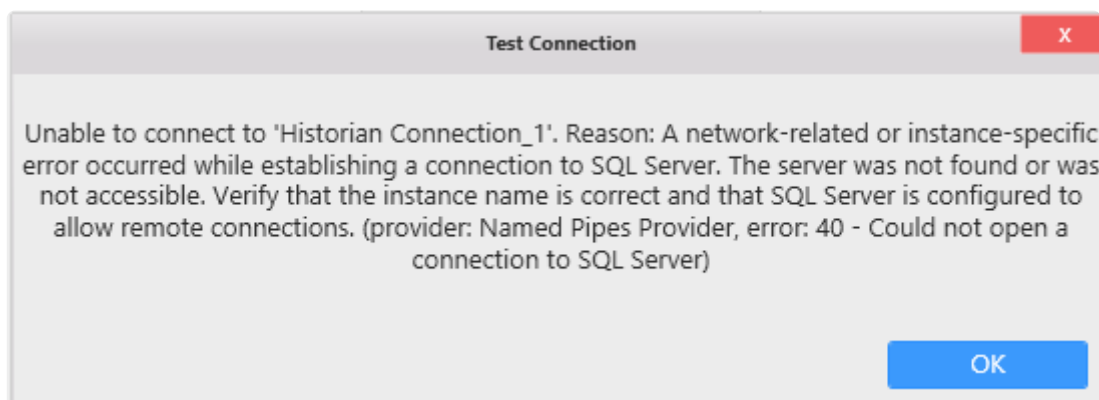 Test Connection
X
Unable to connect to 'Historian Connection_1'. Reason: A network-related or instance-specific
error occurred while establishing a connection to SQL Server. The server was not found or was
not accessible. Verify that the instance name is correct and that SQL Server is configured to
allow remote connections. (provider: Named Pipes Provider, error: 40 - Could not open a
connection to SQL Server)
OK